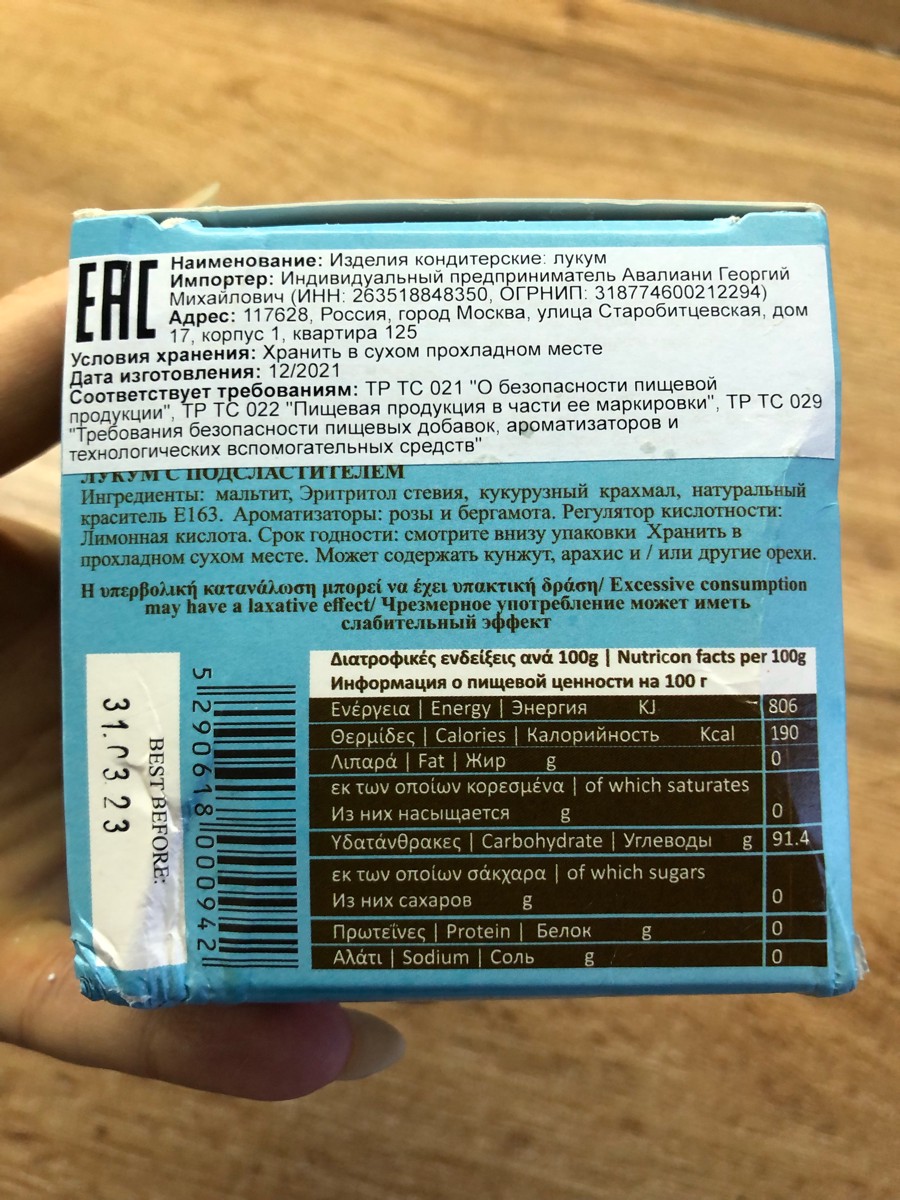 EAC
Наименование: Изделия кондитерские: лукум
Импортер: Индивидуальный предприниматель Авалиани Георгий
Михайлович (ИНН: 263518848350, ОГРНИП: 318774600212294)
Адрес: 117628, Россия, город Москва, улица Старобитцевская, дом
17, корпус 1, квартира 125
Условия хранения: Хранить в сухом прохладном месте
Дата изготовления: 12/2021
Соответствует требованиям: ТР ТС 021 "О безопасности пищевой
продукции", ТР ТС 022 "Пищевая продукция в части ее маркировки", ТР ТС 029
"Требования безопасности пищевых добавок, ароматизаторов и
технологических вспомогательных средств"
ЛУКУМ С ПОДСЛАСТИТЕЛЕМ
Ингредиенты: мальтит, Эритритол стевия, кукурузный крахмал, натуральный
краситель E163. Ароматизаторы: розы и бергамота. Регулятор кислотности:
Лимонная кислота. Срок годности: смотрите внизу упаковки Хранить в
прохладном сухом месте. Может содержать кунжут, арахис и / или другие орехи.
Η υπερβολική κατανάλωση μπορεί να έχει υπακτική δράση/ Excessive consumption
may have a laxative effect/ Чрезмерное употребление может иметь
слабительный эффект
BEST BEFORE:
31.03.23
5290618000942
Διατροφικές ενδείξεις ανά 100g | Nutricon facts per 100g
Информация о пищевой ценности на 100 г
Ενέργεια | Energy | Энергия KJ 806
Θερμίδες | Calories | Калорийность Kcal 190
Λιπαρά | Fat | Жир g 0
εκ των οποίων κορεσμένα | of which saturates
Из них насыщается g 0
Υδατάνθρακες | Carbohydrate | Углеводы g 91.4
εκ των οποίων σάκχαρα | of which sugars
Из них сахаров g 0
Πρωτεΐνες | Protein | Белок g 0
Αλάτι | Sodium | Соль g 0